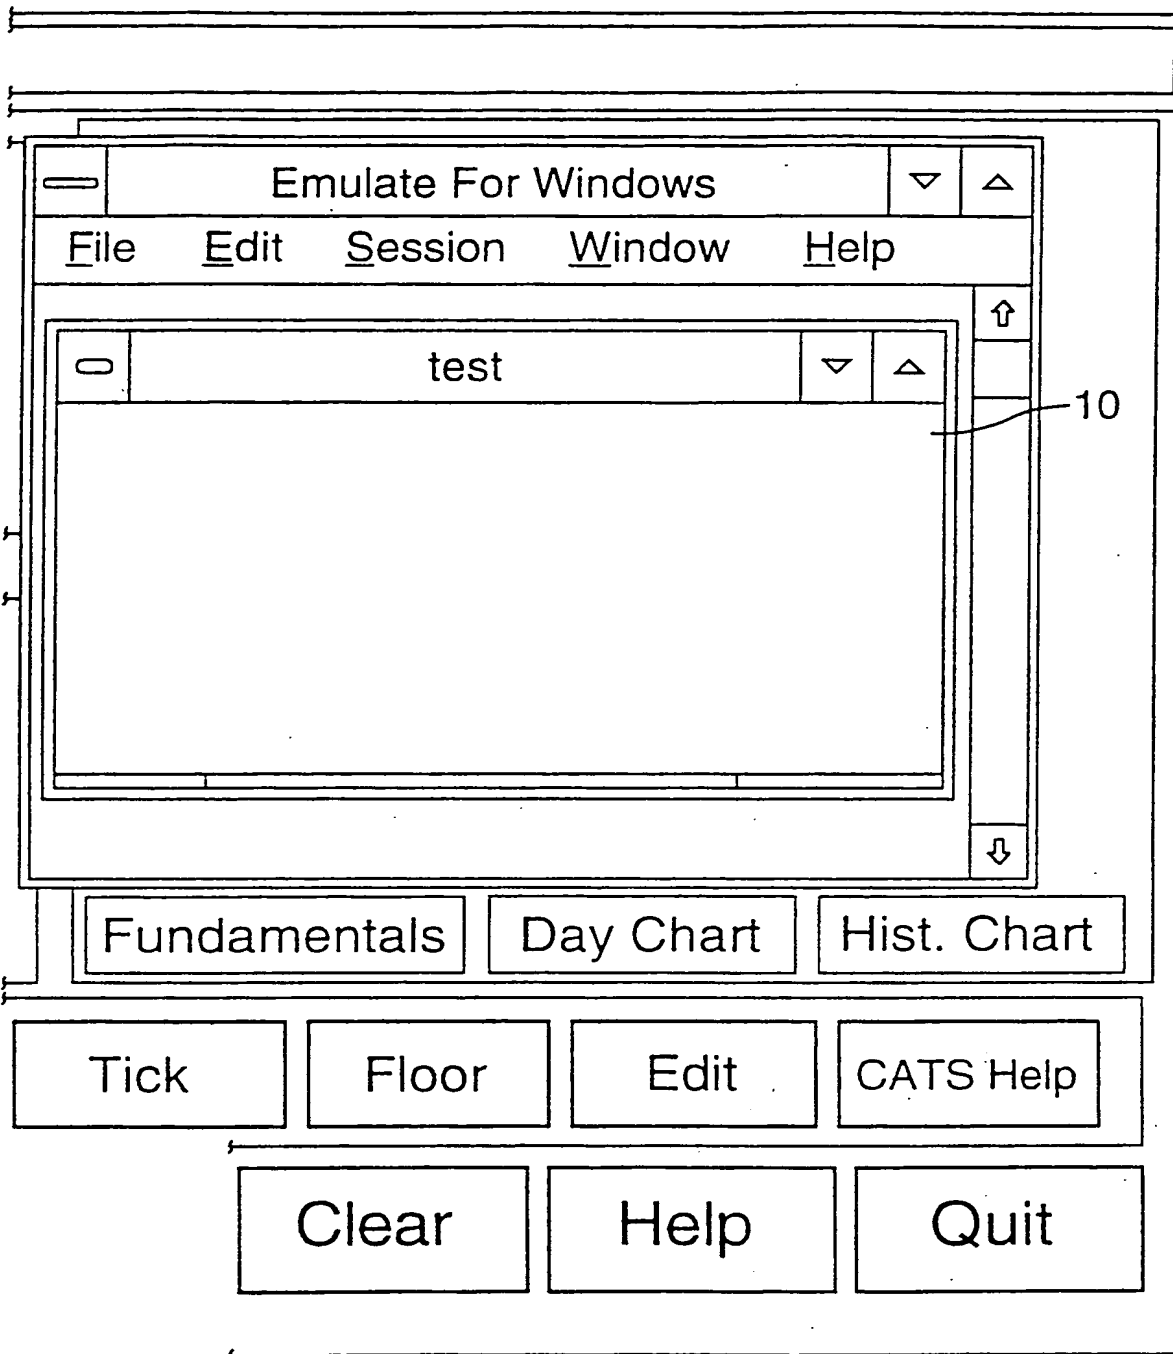 Emulate For Windows
File Edit Session Window Help
test
10
Fundamentals Day Chart Hist. Chart
Tick Floor Edit CATS Help
Clear Help Quit